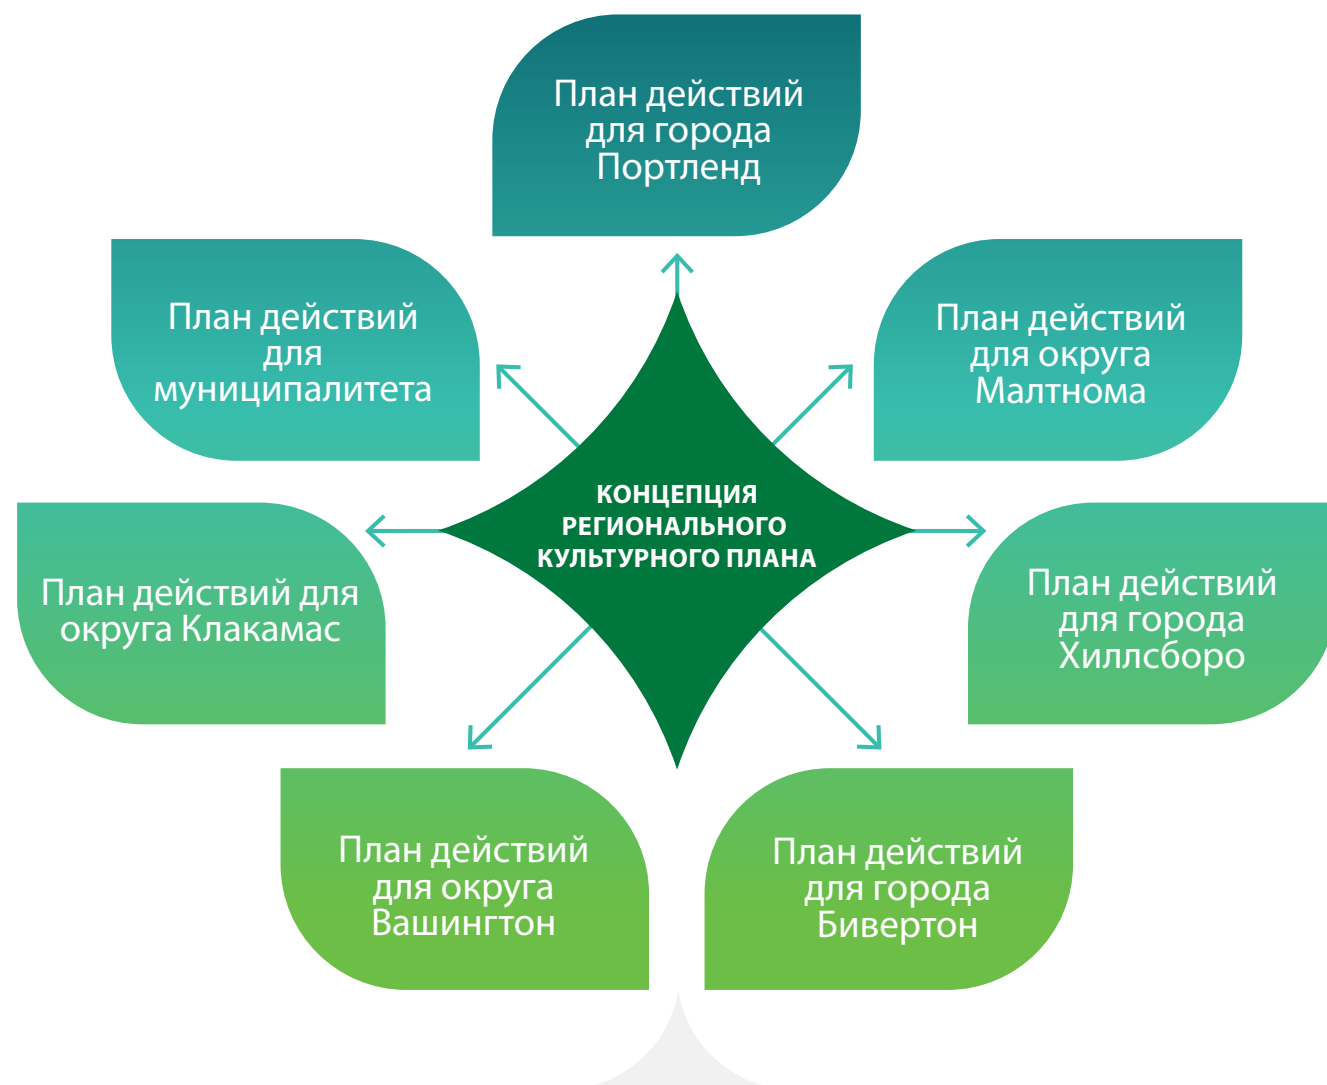 План действий
для города
Портленд
План действий
для
муниципалитета
План действий
для округа
Малтнома
КОНЦЕПЦИЯ
РЕГИОНАЛЬНОГО
КУЛЬТУРНОГО ПЛАНА
План действий для
округа Клакамас
План действий
для города
Хиллсборо
План действий
для округа
Вашингтон
План действий
для города
Бивертон